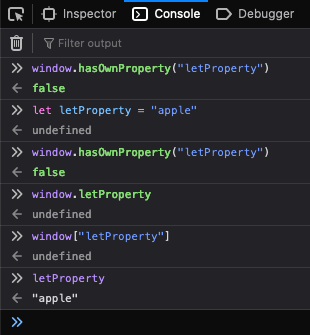 Inspector Console Debugger
Filter output
window.hasOwnProperty("letProperty")
false
let letProperty = "apple"
undefined
window.hasOwnProperty("letProperty")
false
window.letProperty
undefined
window["letProperty"]
undefined
letProperty
"apple"